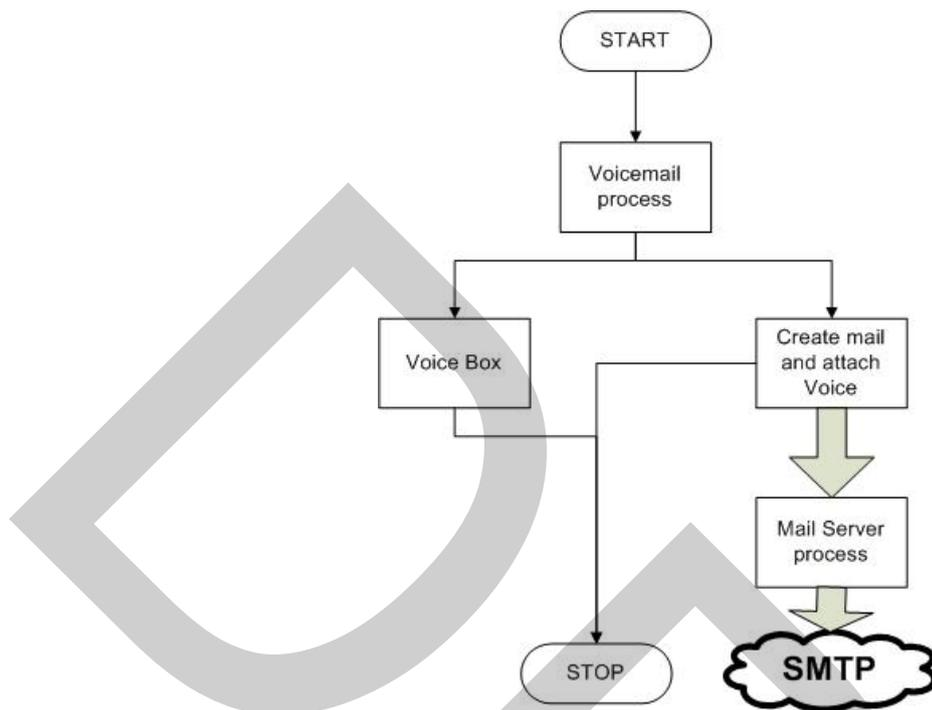 START
Voicemail
process
Voice Box
Create mail
and attach
Voice
Mail Server
process
STOP
SMTP